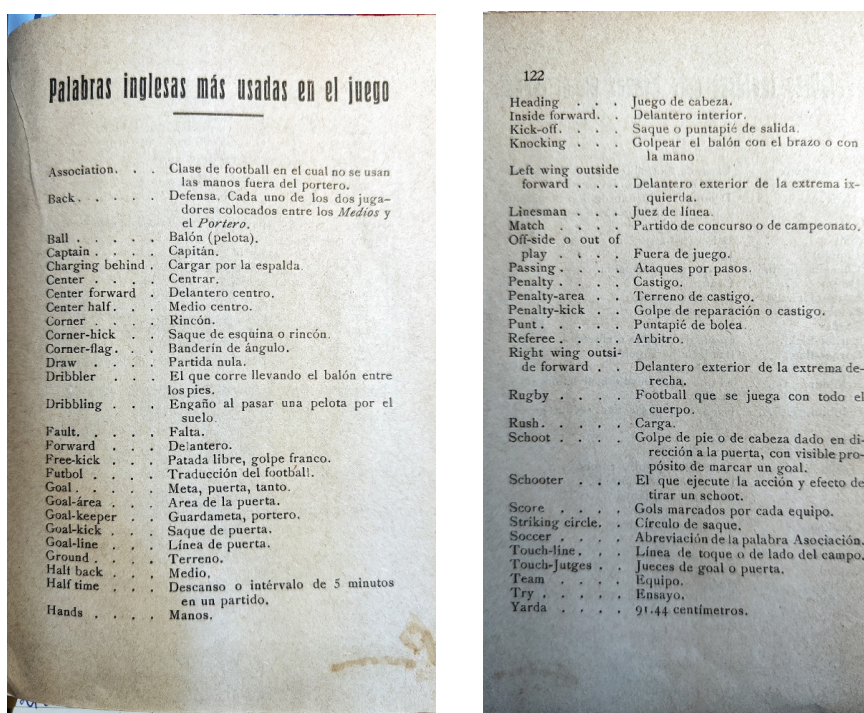 Palabras inglesas más usadas en el juego
Association. . . Clase de football en el cual no se usan
las manos fuera del portero.
Back. . . . . Defensa. Cada uno de los dos juga-
dores colocados entre los Medios y
el Portero.
Ball . . . . . Balón (pelota).
Captain . . . . Capitán.
Charging behind . Cargar por la espalda.
Center . . . . Centrar.
Center forward . Delantero centro.
Center half. . . Medio centro.
Corner . . . . Rincón.
Corner-hick . . Saque de esquina o rincón.
Corner-flag. . . Banderín de ángulo.
Draw . . . . Partida nula.
Dribbler . . . El que corre llevando el balón entre
los pies.
Dribbling . . . Engaño al pasar una pelota por el
suelo.
Fault. . . . . Falta.
Forward . . . Delantero.
Free-kick . . . Patada libre, golpe franco.
Futbol . . . . Traducción del football.
Goal. . . . . Meta, puerta, tanto.
Goal-área . . . Area de la puerta.
Goal-keeper . . Guardameta, portero.
Goal-kick . . . Saque de puerta.
Goal-line . . . Línea de puerta.
Ground . . . . Terreno.
Half back . . . Medio.
Half time . . . Descanso o intérvalo de 5 minutos
en un partido.
Hands . . . . Manos.
122
Heading . . . Juego de cabeza.
Inside forward. . Delantero interior.
Kick-off. . . . Saque o puntapié de salida.
Knocking . . . Golpear el balón con el brazo o con
la mano
Left wing outside
forward . . . Delantero exterior de la extrema ix-
quierda.
Linesman . . . Juez de línea.
Match . . . . Partido de concurso o de campeonato.
Off-side o out of
play . . . . Fuera de juego.
Passing . . . . Ataques por pasos.
Penalty . . . . Castigo.
Penalty-area . . Terreno de castigo.
Penalty-kick . . Golpe de reparación o castigo.
Punt . . . . . Puntapié de bolea.
Referee . . . . Arbitro.
Right wing outsi-
de forward . . Delantero exterior de la extrema de-
recha.
Rugby . . . . Football que se juega con todo el
cuerpo.
Rush. . . . . Carga.
Schoot . . . . Golpe de pie o de cabeza dado en di-
rección a la puerta, con visible pro-
pósito de marcar un goal.
Schooter . . . El que ejecute la acción y efecto de
tirar un schoot.
Score . . . . Gols marcados por cada equipo.
Striking circle. . Círculo de saque.
Soccer . . . . Abreviación de la palabra Asociación.
Touch-line. . . Línea de toque o de lado del campo.
Touch-Jutges . . Jueces de goal o puerta.
Team . . . . Equipo.
Try . . . . . Ensayo.
Yarda . . . . 91.44 centímetros.